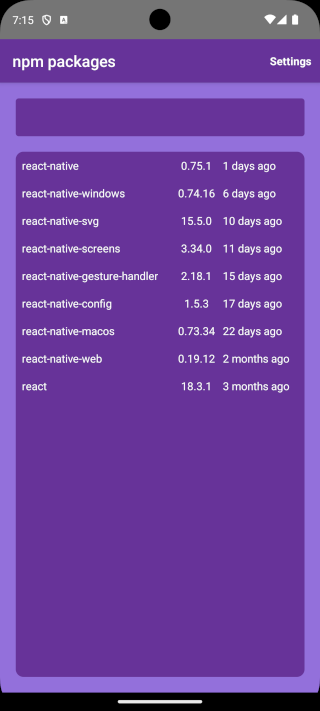 7:15
npm packages Settings
react-native 0.75.1 1 days ago
react-native-windows 0.74.16 6 days ago
react-native-svg 15.5.0 10 days ago
react-native-screens 3.34.0 11 days ago
react-native-gesture-handler 2.18.1 15 days ago
react-native-config 1.5.3 17 days ago
react-native-macos 0.73.34 22 days ago
react-native-web 0.19.12 2 months ago
react 18.3.1 3 months ago